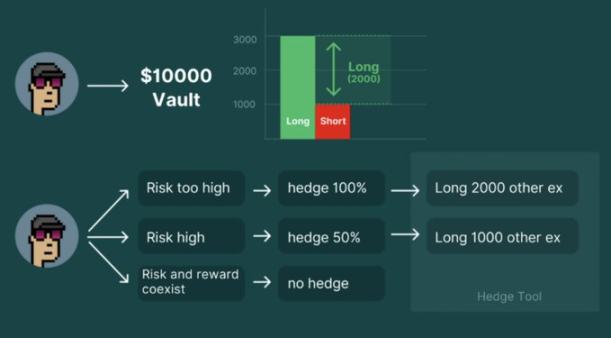 3000
2000
1000
$10000
Vault
Long
(2000)
Long
Short
Risk too high
hedge 100%
Long 2000 other ex
Risk high
hedge 50%
Long 1000 other ex
Risk and reward
coexist
no hedge
Hedge Tool